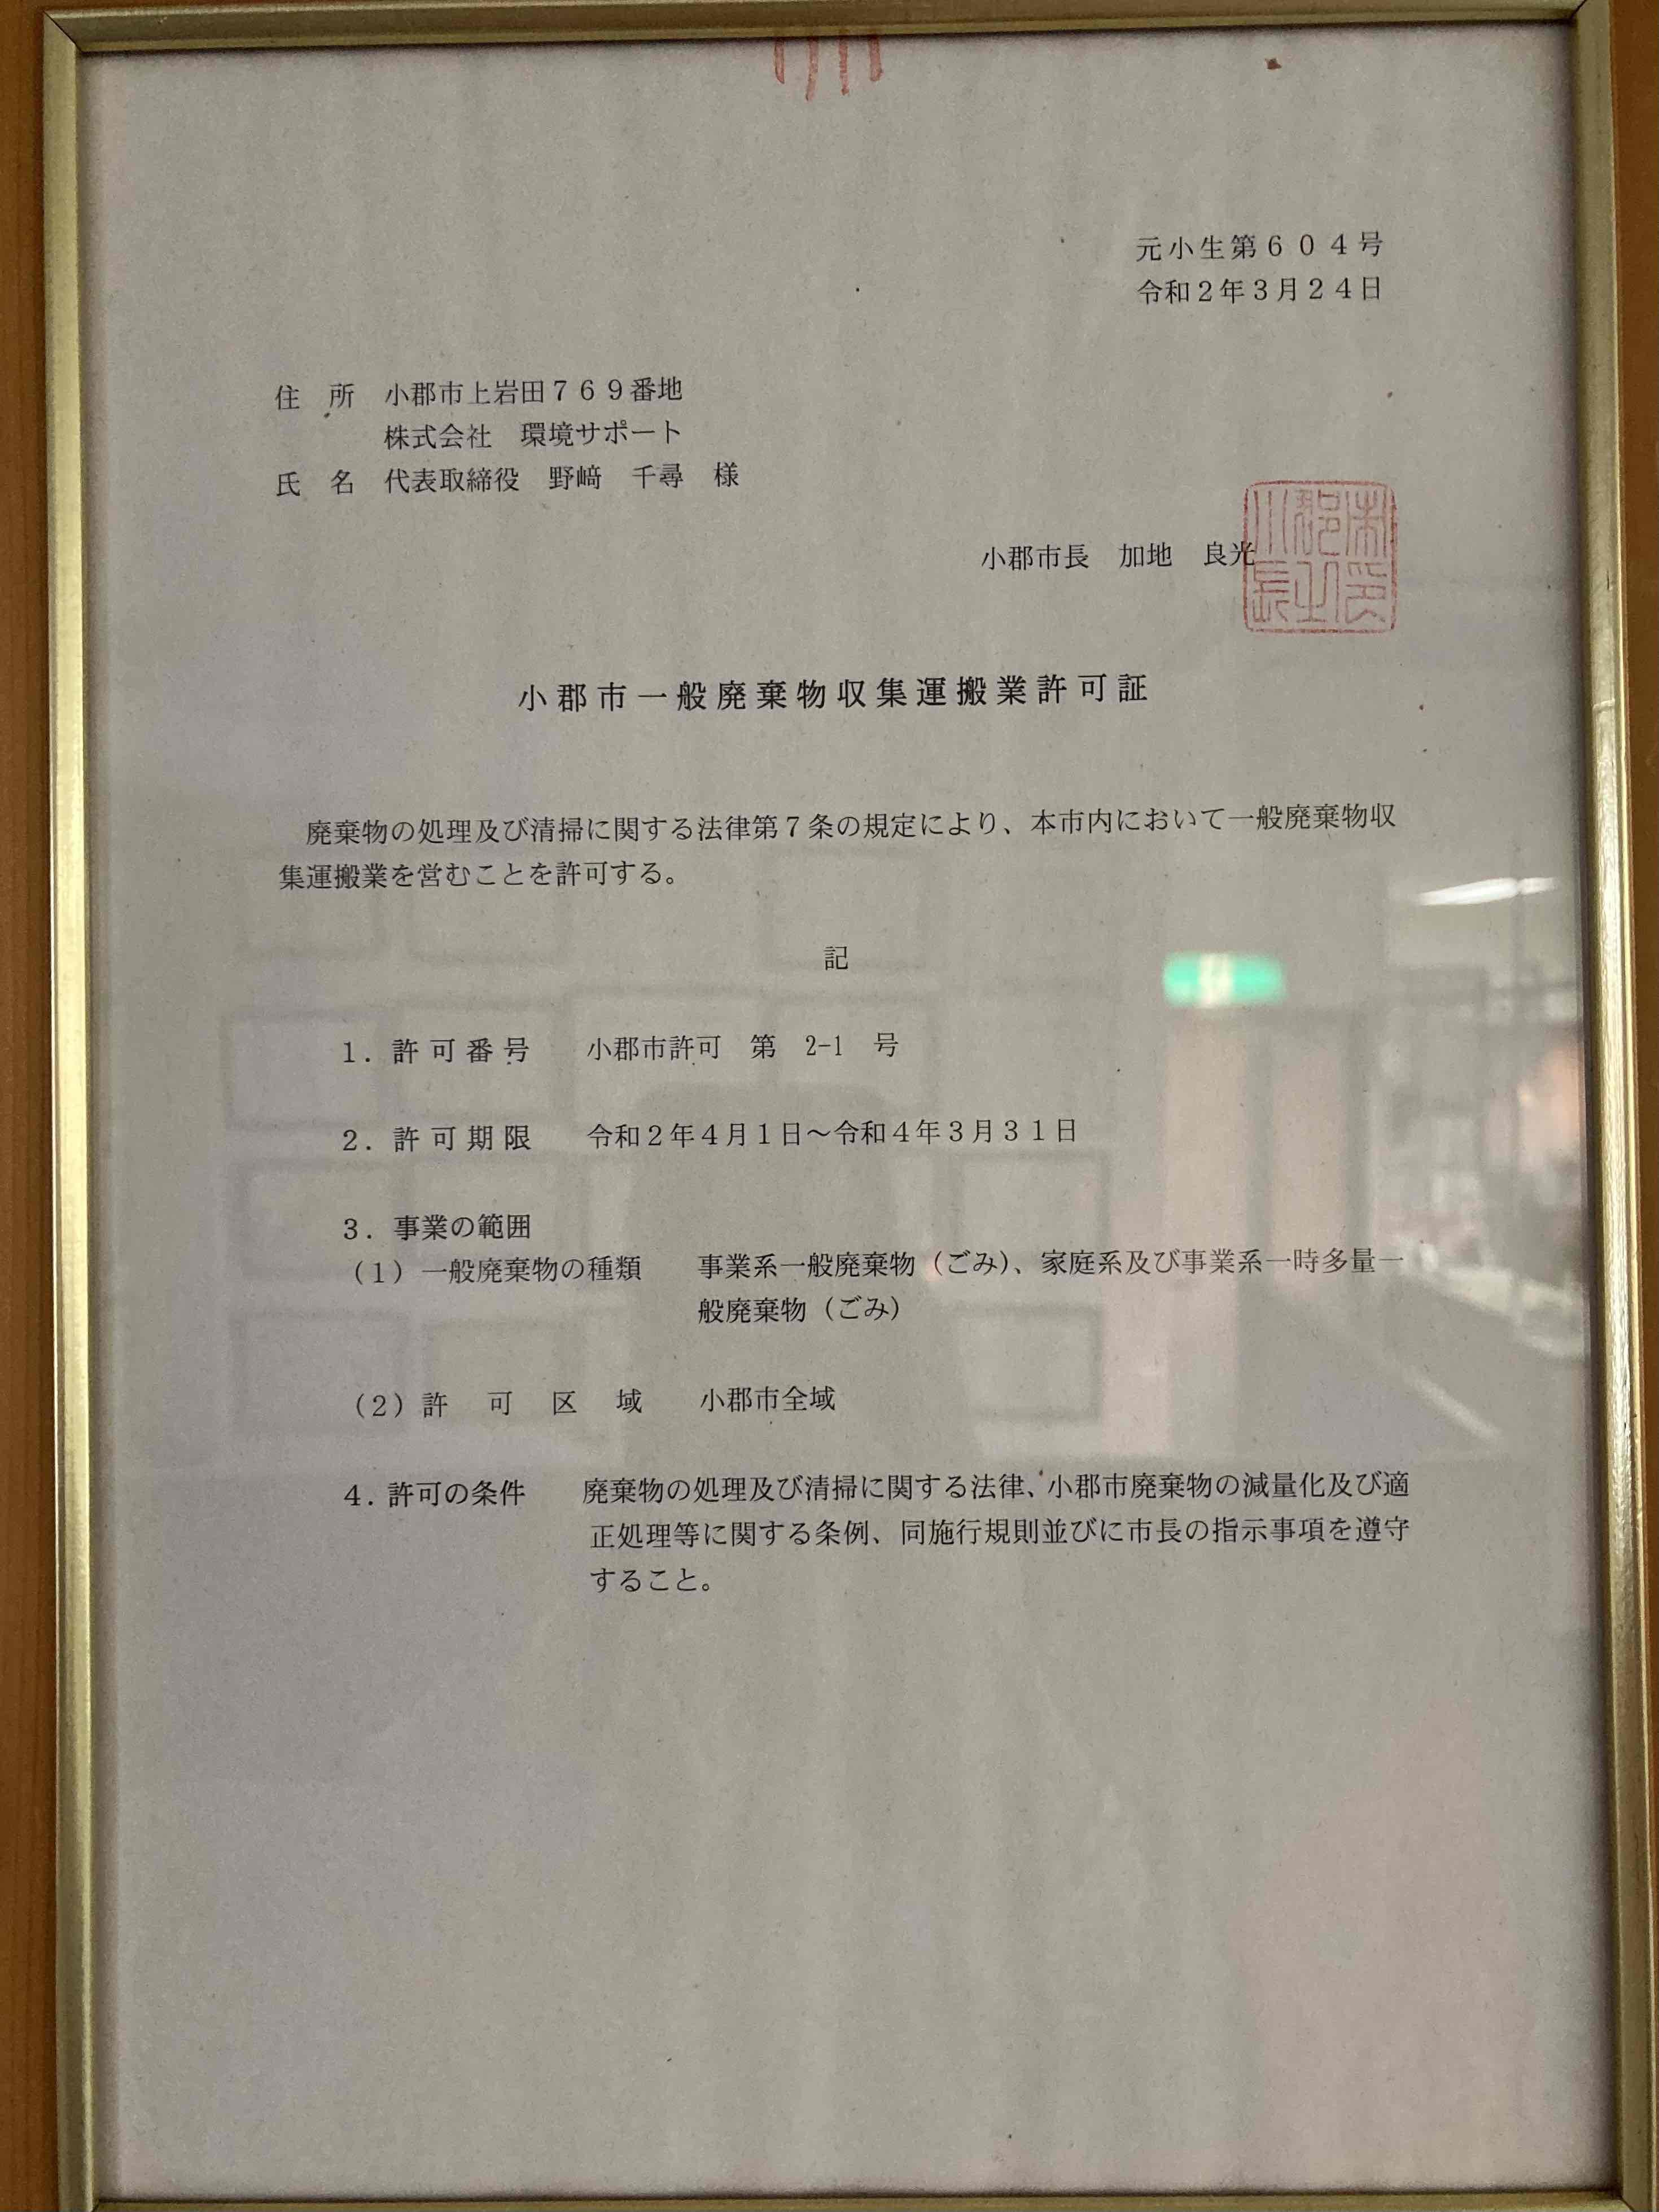 元小生第６０４号
令和２年３月２４日
住　所　小郡市上岩田７６９番地
株式会社　環境サポート
氏　名　代表取締役　野﨑　千尋　様
小郡市長　加地　良光
小郡市長之印
小郡市一般廃棄物収集運搬業許可証
廃棄物の処理及び清掃に関する法律第７条の規定により、本市内において一般廃棄物収
集運搬業を営むことを許可する。
記
１．許可番号　小郡市許可　第　2-1　号
２．許可期限　令和２年４月１日～令和４年３月３１日
３．事業の範囲
（１）一般廃棄物の種類　事業系一般廃棄物（ごみ）、家庭系及び事業系一時多量一
般廃棄物（ごみ）
（２）許　可　区　域　小郡市全域
４．許可の条件　廃棄物の処理及び清掃に関する法律、小郡市廃棄物の減量化及び適
正処理等に関する条例、同施行規則並びに市長の指示事項を遵守
すること。